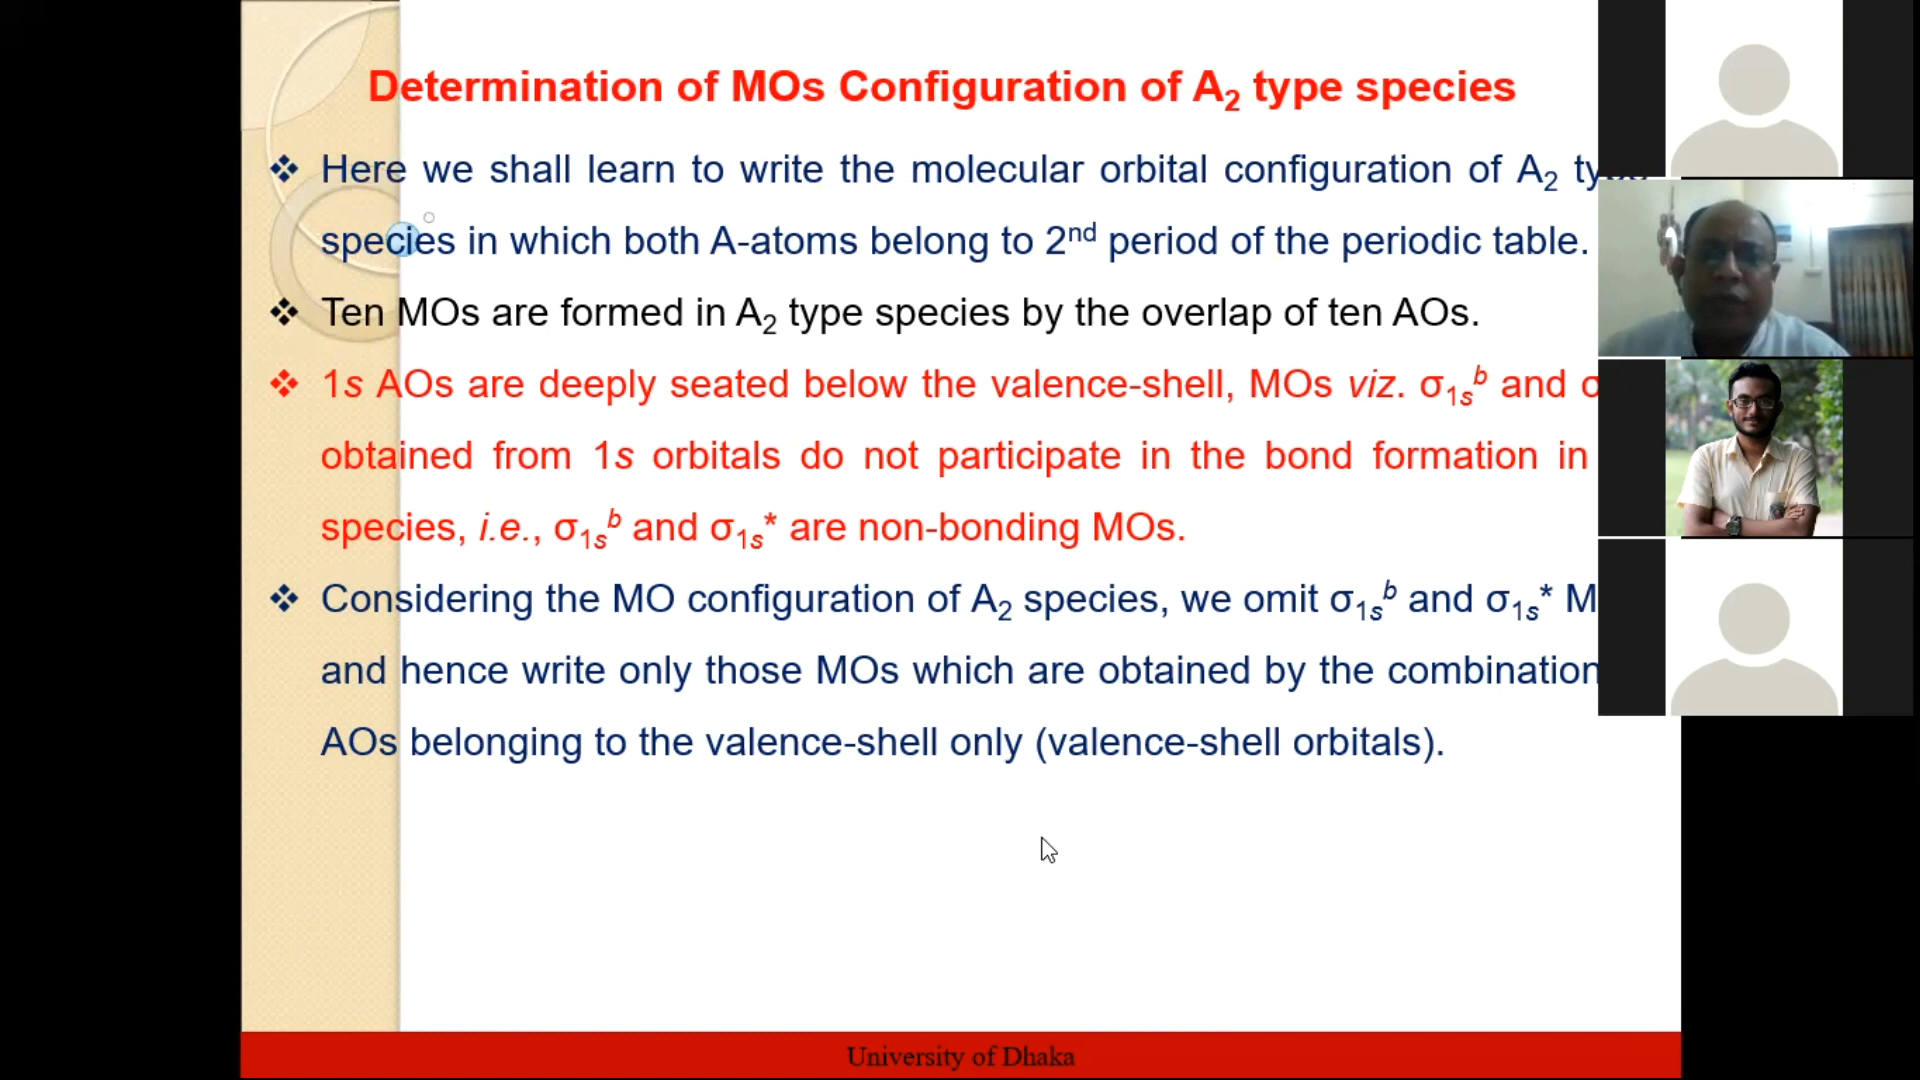 Determination of MOs Configuration of A₂ type species
❖ Here we shall learn to write the molecular orbital configuration of A₂
species in which both A-atoms belong to 2ⁿᵈ period of the periodic table.
❖ Ten MOs are formed in A₂ type species by the overlap of ten AOs.
❖ 1s AOs are deeply seated below the valence-shell, MOs viz. σ₁ₛᵇ and σ
obtained from 1s orbitals do not participate in the bond formation in
species, i.e., σ₁ₛᵇ and σ₁ₛ* are non-bonding MOs.
❖ Considering the MO configuration of A₂ species, we omit σ₁ₛᵇ and σ₁ₛ* M
and hence write only those MOs which are obtained by the combination
AOs belonging to the valence-shell only (valence-shell orbitals).
University of Dhaka